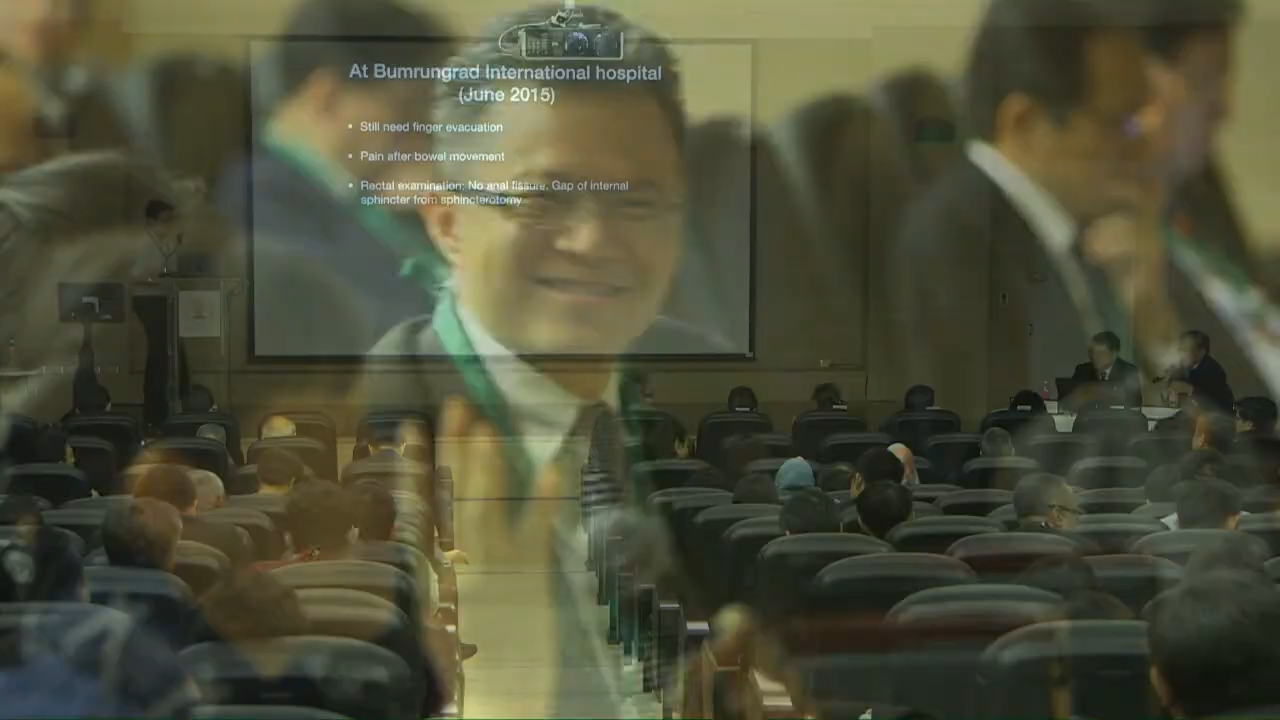 At Bumrungrad International hospital
(June 2015)
• Still need finger evacuation
• Pain after bowel movement
• Rectal examination: No anal fissure. Gap of internal
sphincter from sphincterotomy